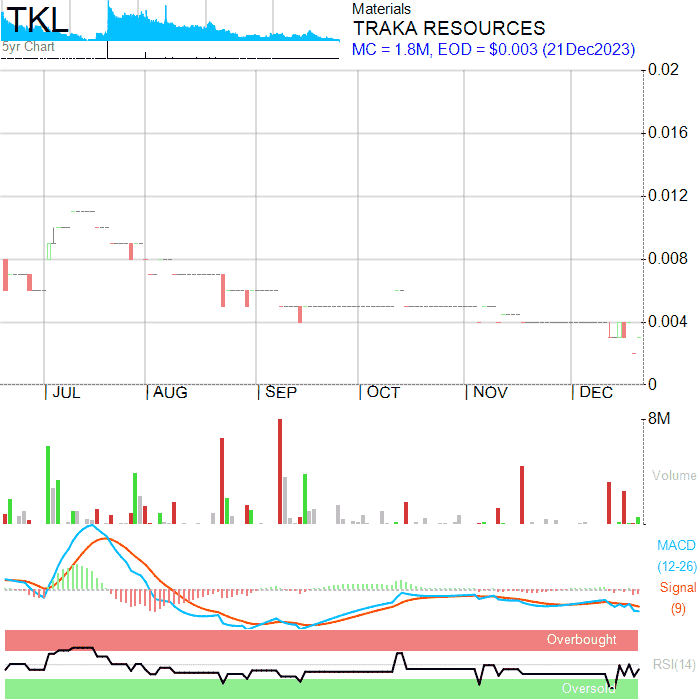 TKL
5yr Chart
Materials
TRAKA RESOURCES
MC = 1.8M, EOD = $0.003 (21Dec2023)
0.02
0.016
0.012
0.008
0.004
0
JUL AUG SEP OCT NOV DEC
8M
Volume
MACD
(12-26)
Signal
(9)
Overbought
RSI(14)
Oversold